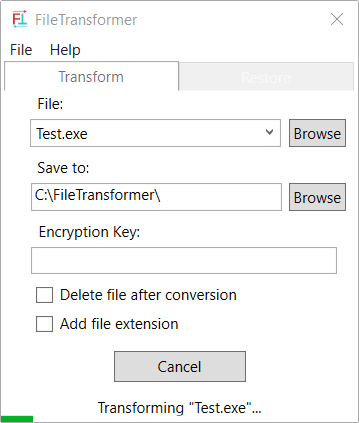 FT FileTransformer
File Help
Transform Restore
File:
Test.exe Browse
Save to:
C:\FileTransformer\ Browse
Encryption Key:
Delete file after conversion
Add file extension
Cancel
Transforming "Test.exe"...